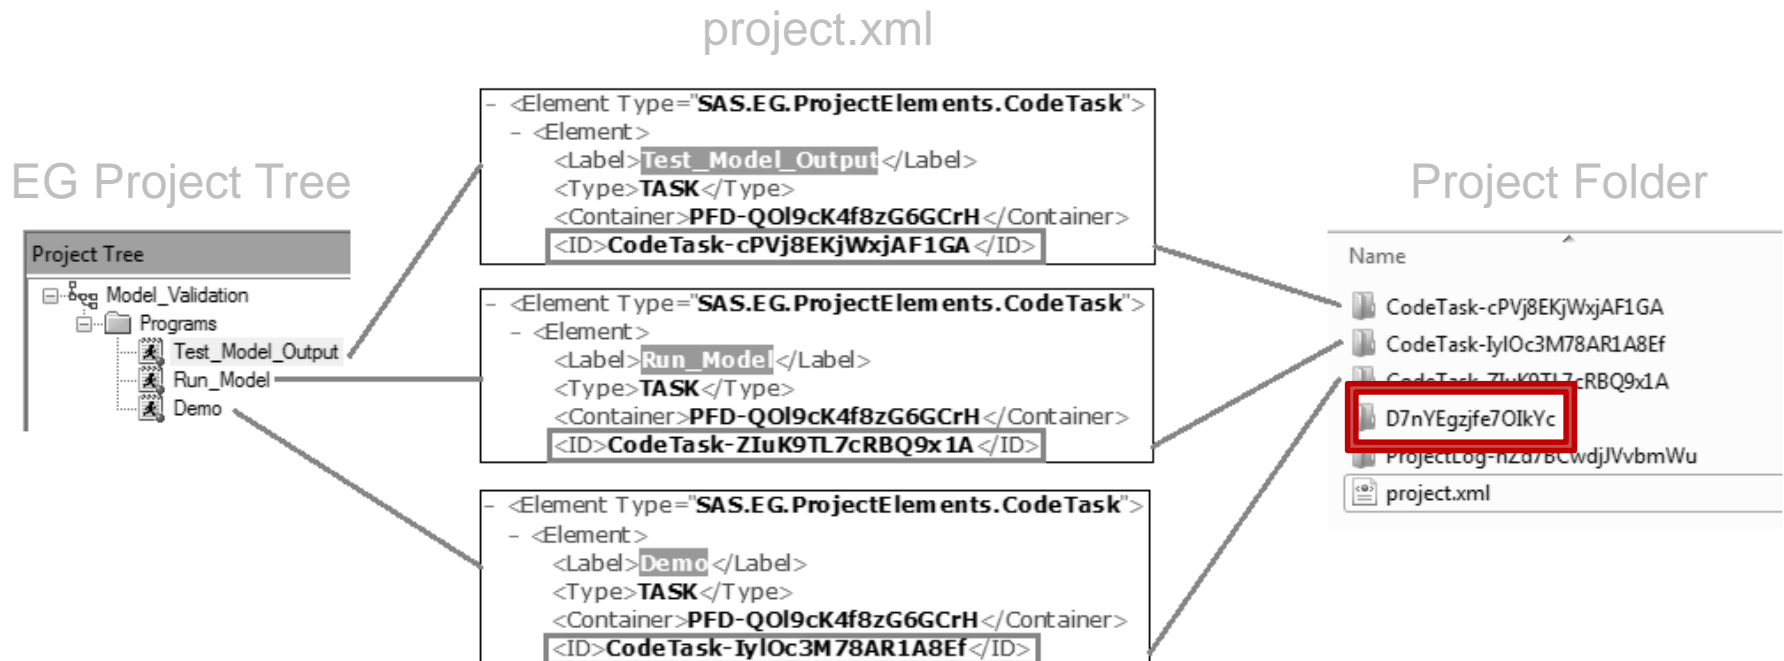 project.xml
EG Project Tree
Project Tree
Model_Validation
Programs
Test_Model_Output
Run_Model
Demo
- <Element Type="SAS.EG.ProjectElements.CodeTask">
- <Element>
<Label>Test_Model_Output</Label>
<Type>TASK</Type>
<Container>PFD-QOl9cK4f8zG6GCrH</Container>
<ID>CodeTask-cPVj8EKjWxjAF1GA</ID>
- <Element Type="SAS.EG.ProjectElements.CodeTask">
- <Element>
<Label>Run_Model</Label>
<Type>TASK</Type>
<Container>PFD-QOl9cK4f8zG6GCrH</Container>
<ID>CodeTask-ZIuK9TL7cRBQ9x1A</ID>
- <Element Type="SAS.EG.ProjectElements.CodeTask">
- <Element>
<Label>Demo</Label>
<Type>TASK</Type>
<Container>PFD-QOl9cK4f8zG6GCrH</Container>
<ID>CodeTask-IylOc3M78AR1A8Ef</ID>
Project Folder
Name
CodeTask-cPVj8EKjWxjAF1GA
CodeTask-IylOc3M78AR1A8Ef
CodeTask-ZIuK9TL7cRBQ9x1A
D7nYEgzjfe7OIkYc
ProjectLog-nZd7BCwdjJVvbmWu
project.xml